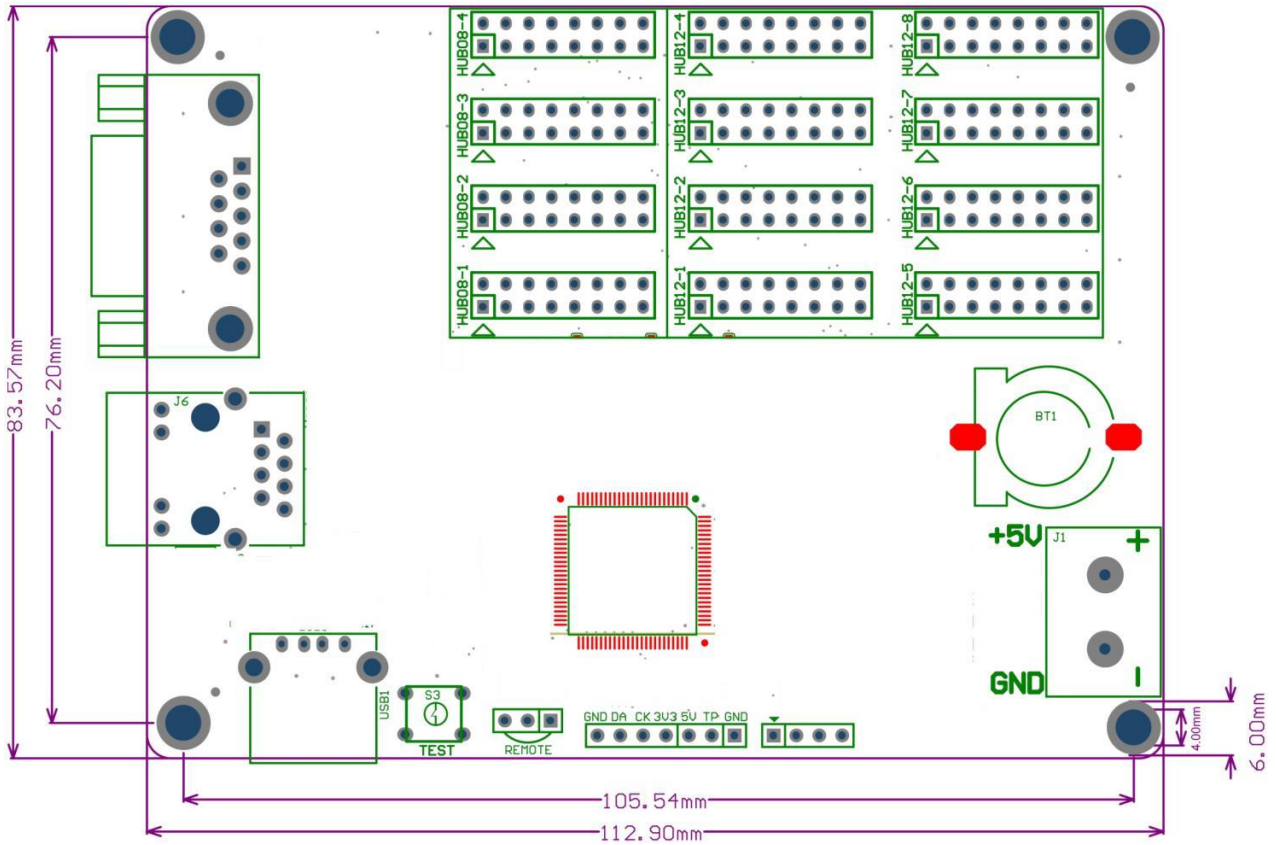 HUB08-4
HUB12-4
HUB12-8
HUB08-3
HUB12-3
HUB12-7
HUB08-2
HUB12-2
HUB12-6
HUB08-1
HUB12-1
HUB12-5
83.57mm
76.20mm
J6
BT1
+5V
J1
+
GND
-
USB1
S3
TEST
REMOTE
GND DA CK 3V3 5V TP GND
4.00mm
6.00mm
105.54mm
112.90mm